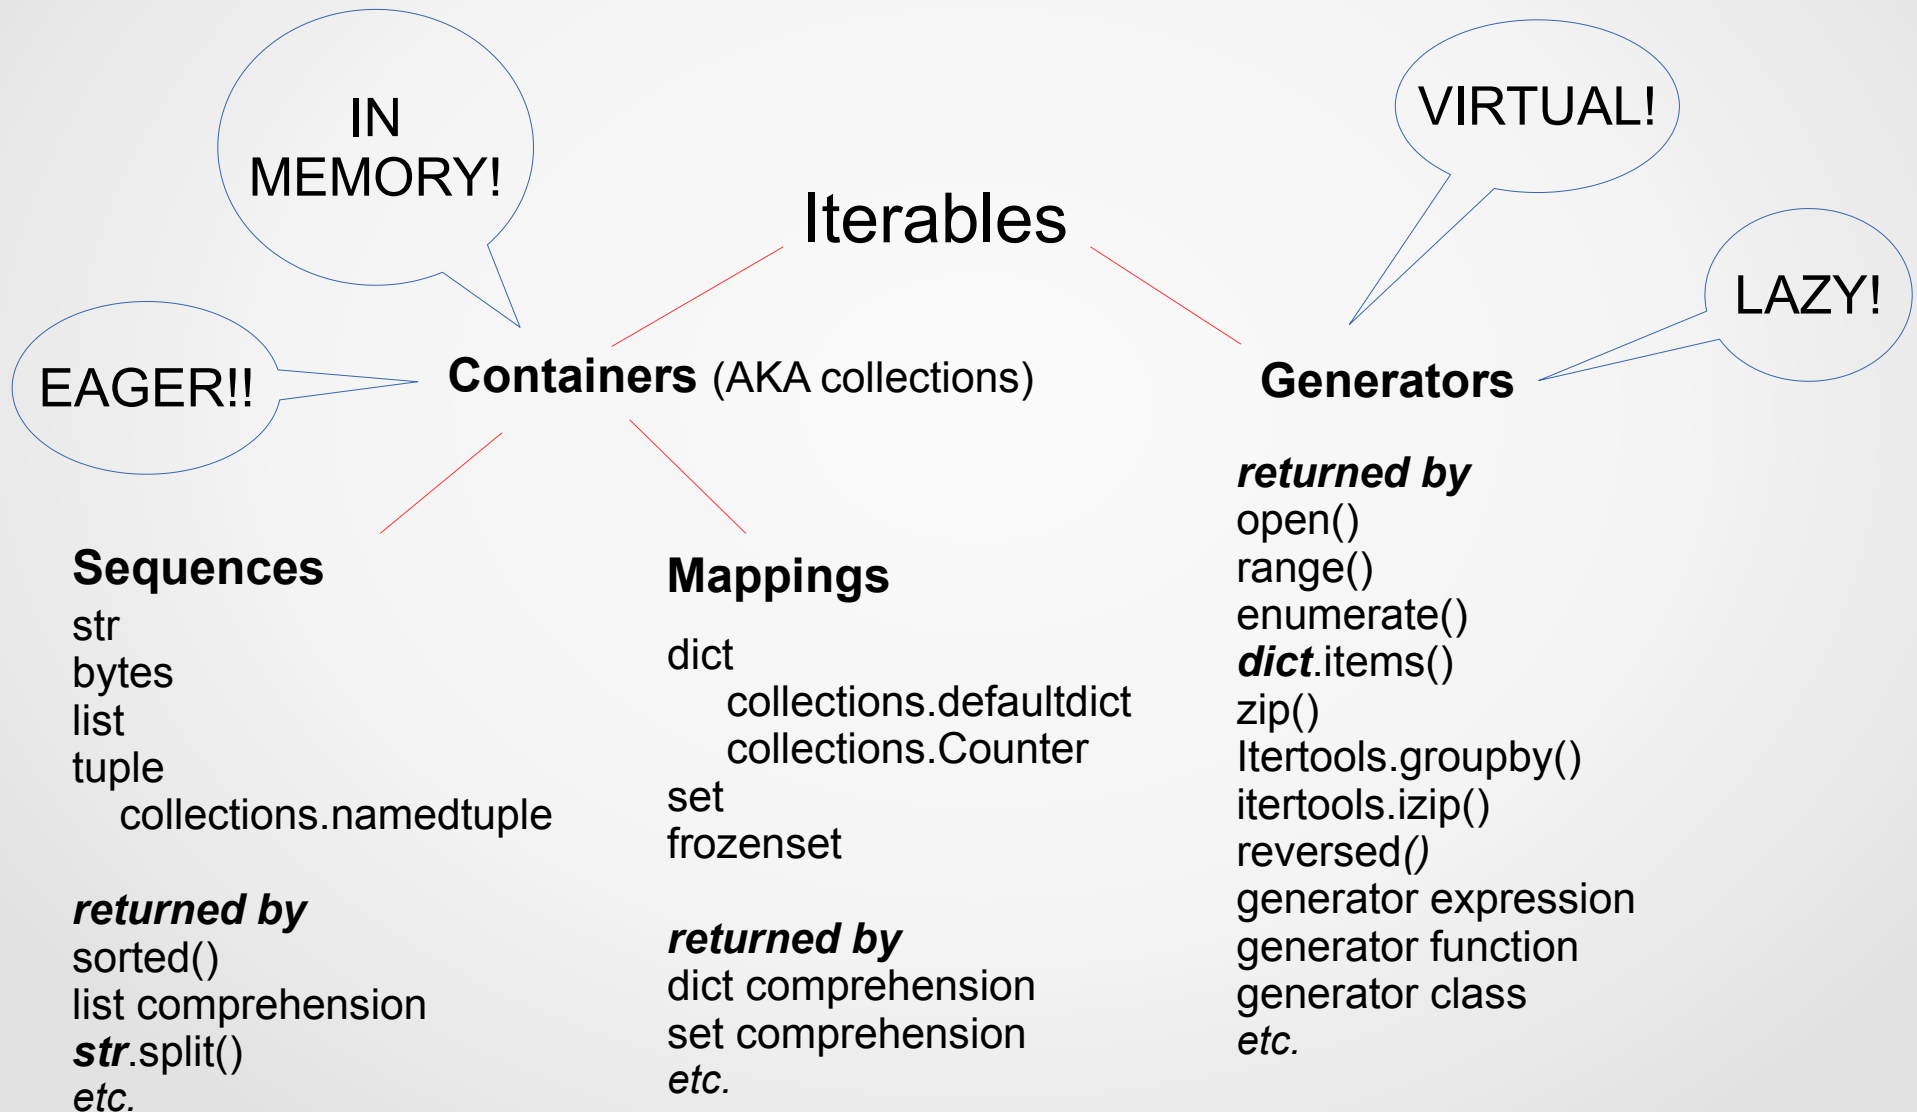 IN
MEMORY!
VIRTUAL!
Iterables
LAZY!
EAGER!!
Containers (AKA collections)
Generators
Sequences
str
bytes
list
tuple
collections.namedtuple
returned by
sorted()
list comprehension
str.split()
etc.
Mappings
dict
collections.defaultdict
collections.Counter
set
frozenset
returned by
dict comprehension
set comprehension
etc.
returned by
open()
range()
enumerate()
dict.items()
zip()
Itertools.groupby()
itertools.izip()
reversed()
generator expression
generator function
generator class
etc.